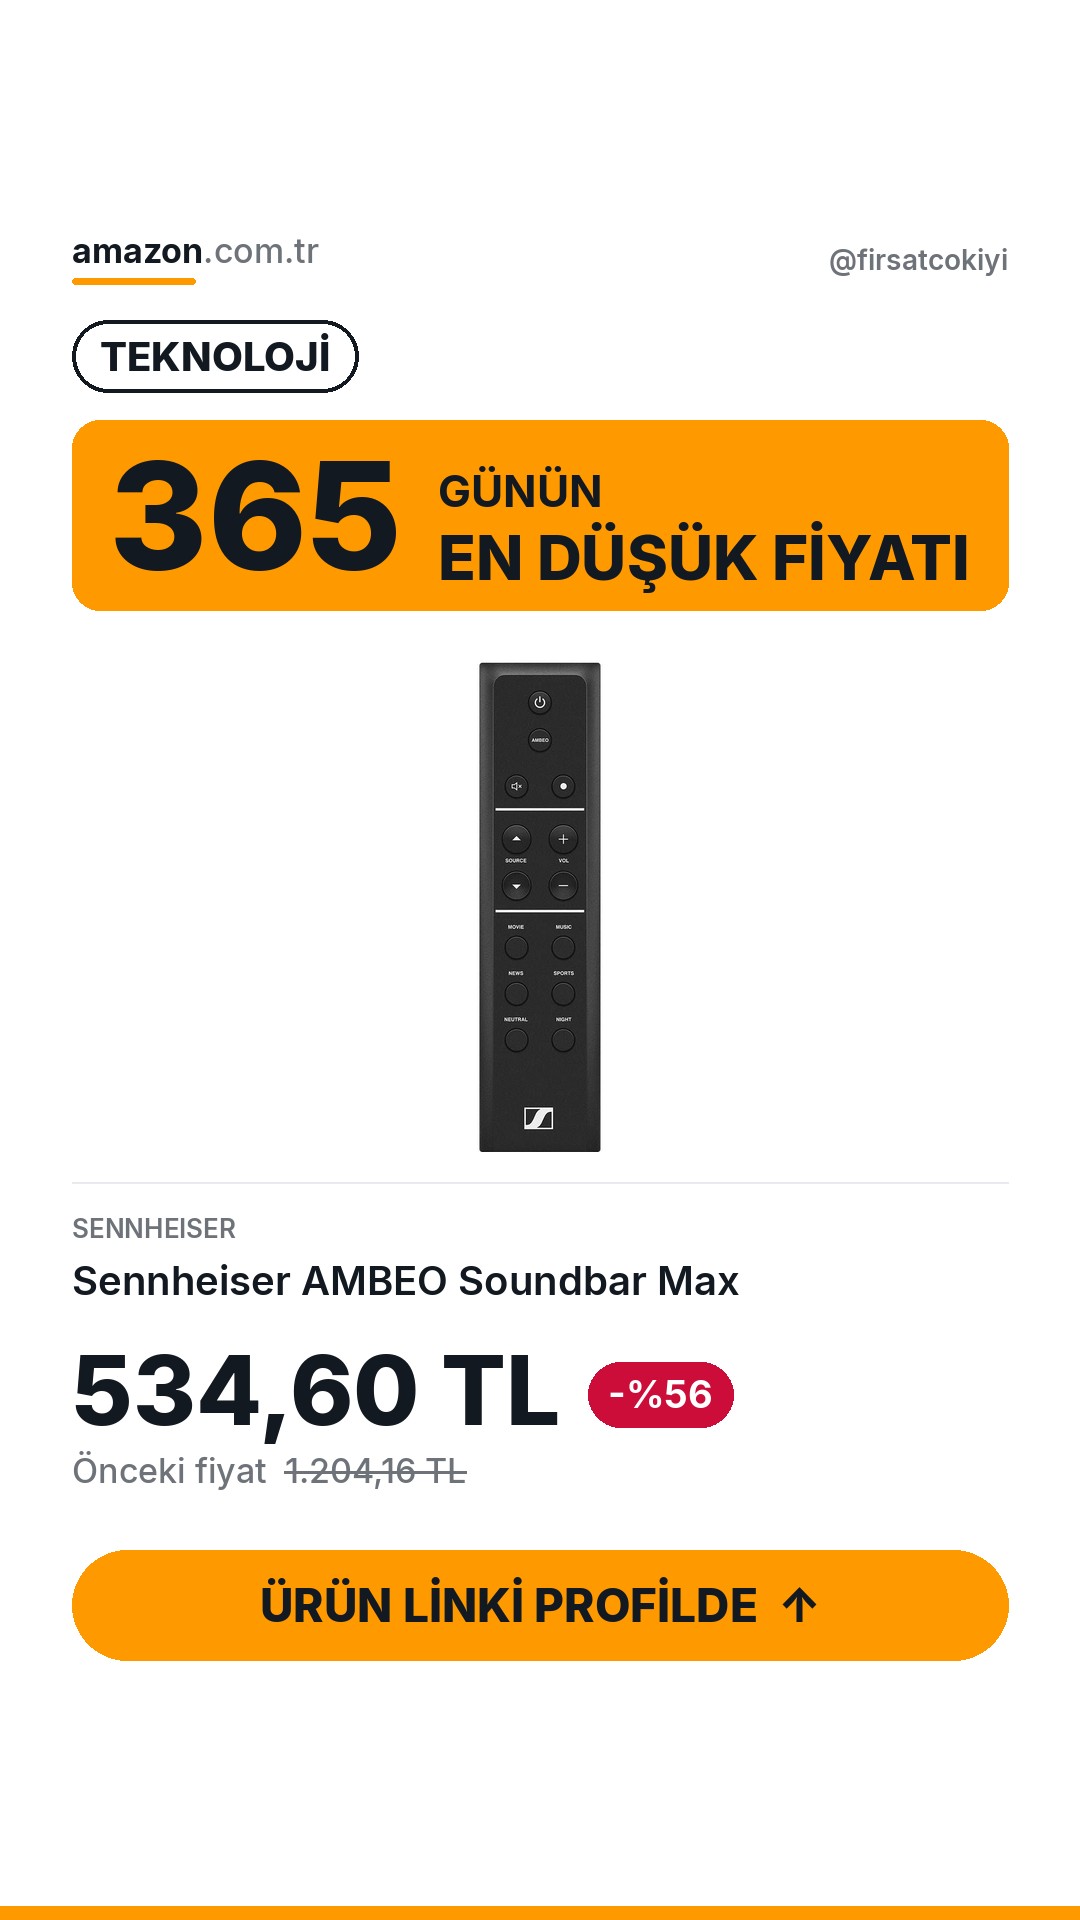 amazon.com.tr
@firsatcokiyi
TEKNOLOJİ
365 GÜNÜN
EN DÜŞÜK FİYATI
AMBEO
SOURCE VOL
MOVIE MUSIC
NEWS SPORTS
NEUTRAL NIGHT
SENNHEISER
Sennheiser AMBEO Soundbar Max
534,60 TL -%56
Önceki fiyat 1.204,16 TL
ÜRÜN LİNKİ PROFİLDE ↑